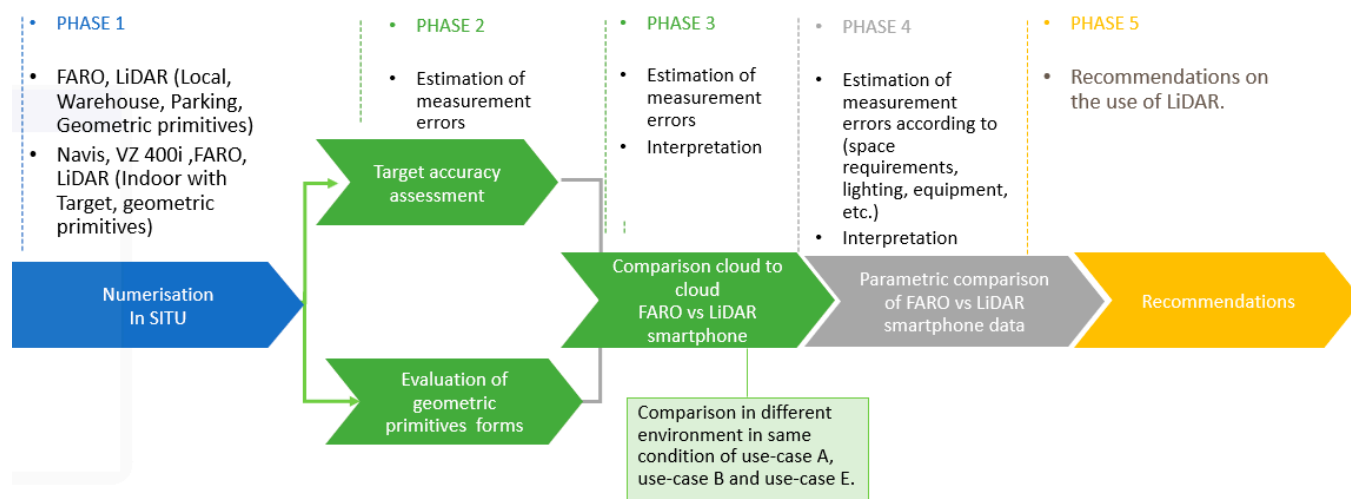 • PHASE 1
• FARO, LiDAR (Local,
Warehouse, Parking,
Geometric primitives)
• Navis, VZ 400i ,FARO,
LiDAR (Indoor with
Target, geometric
primitives)
Numerisation
In SITU
• PHASE 2
• Estimation of
measurement
errors
Target accuracy
assessment
Evaluation of
geometric
primitives forms
• PHASE 3
• Estimation of
measurement
errors
• Interpretation
Comparison cloud to
cloud
FARO vs LiDAR
smartphone
Comparison in different
environment in same
condition of use-case A,
use-case B and use-case E.
• PHASE 4
• Estimation of
measurement
errors according to
(space
requirements,
lighting, equipment,
etc.)
• Interpretation
Parametric comparison
of FARO vs LiDAR
smartphone data
• PHASE 5
• Recommendations on
the use of LiDAR.
Recommendations